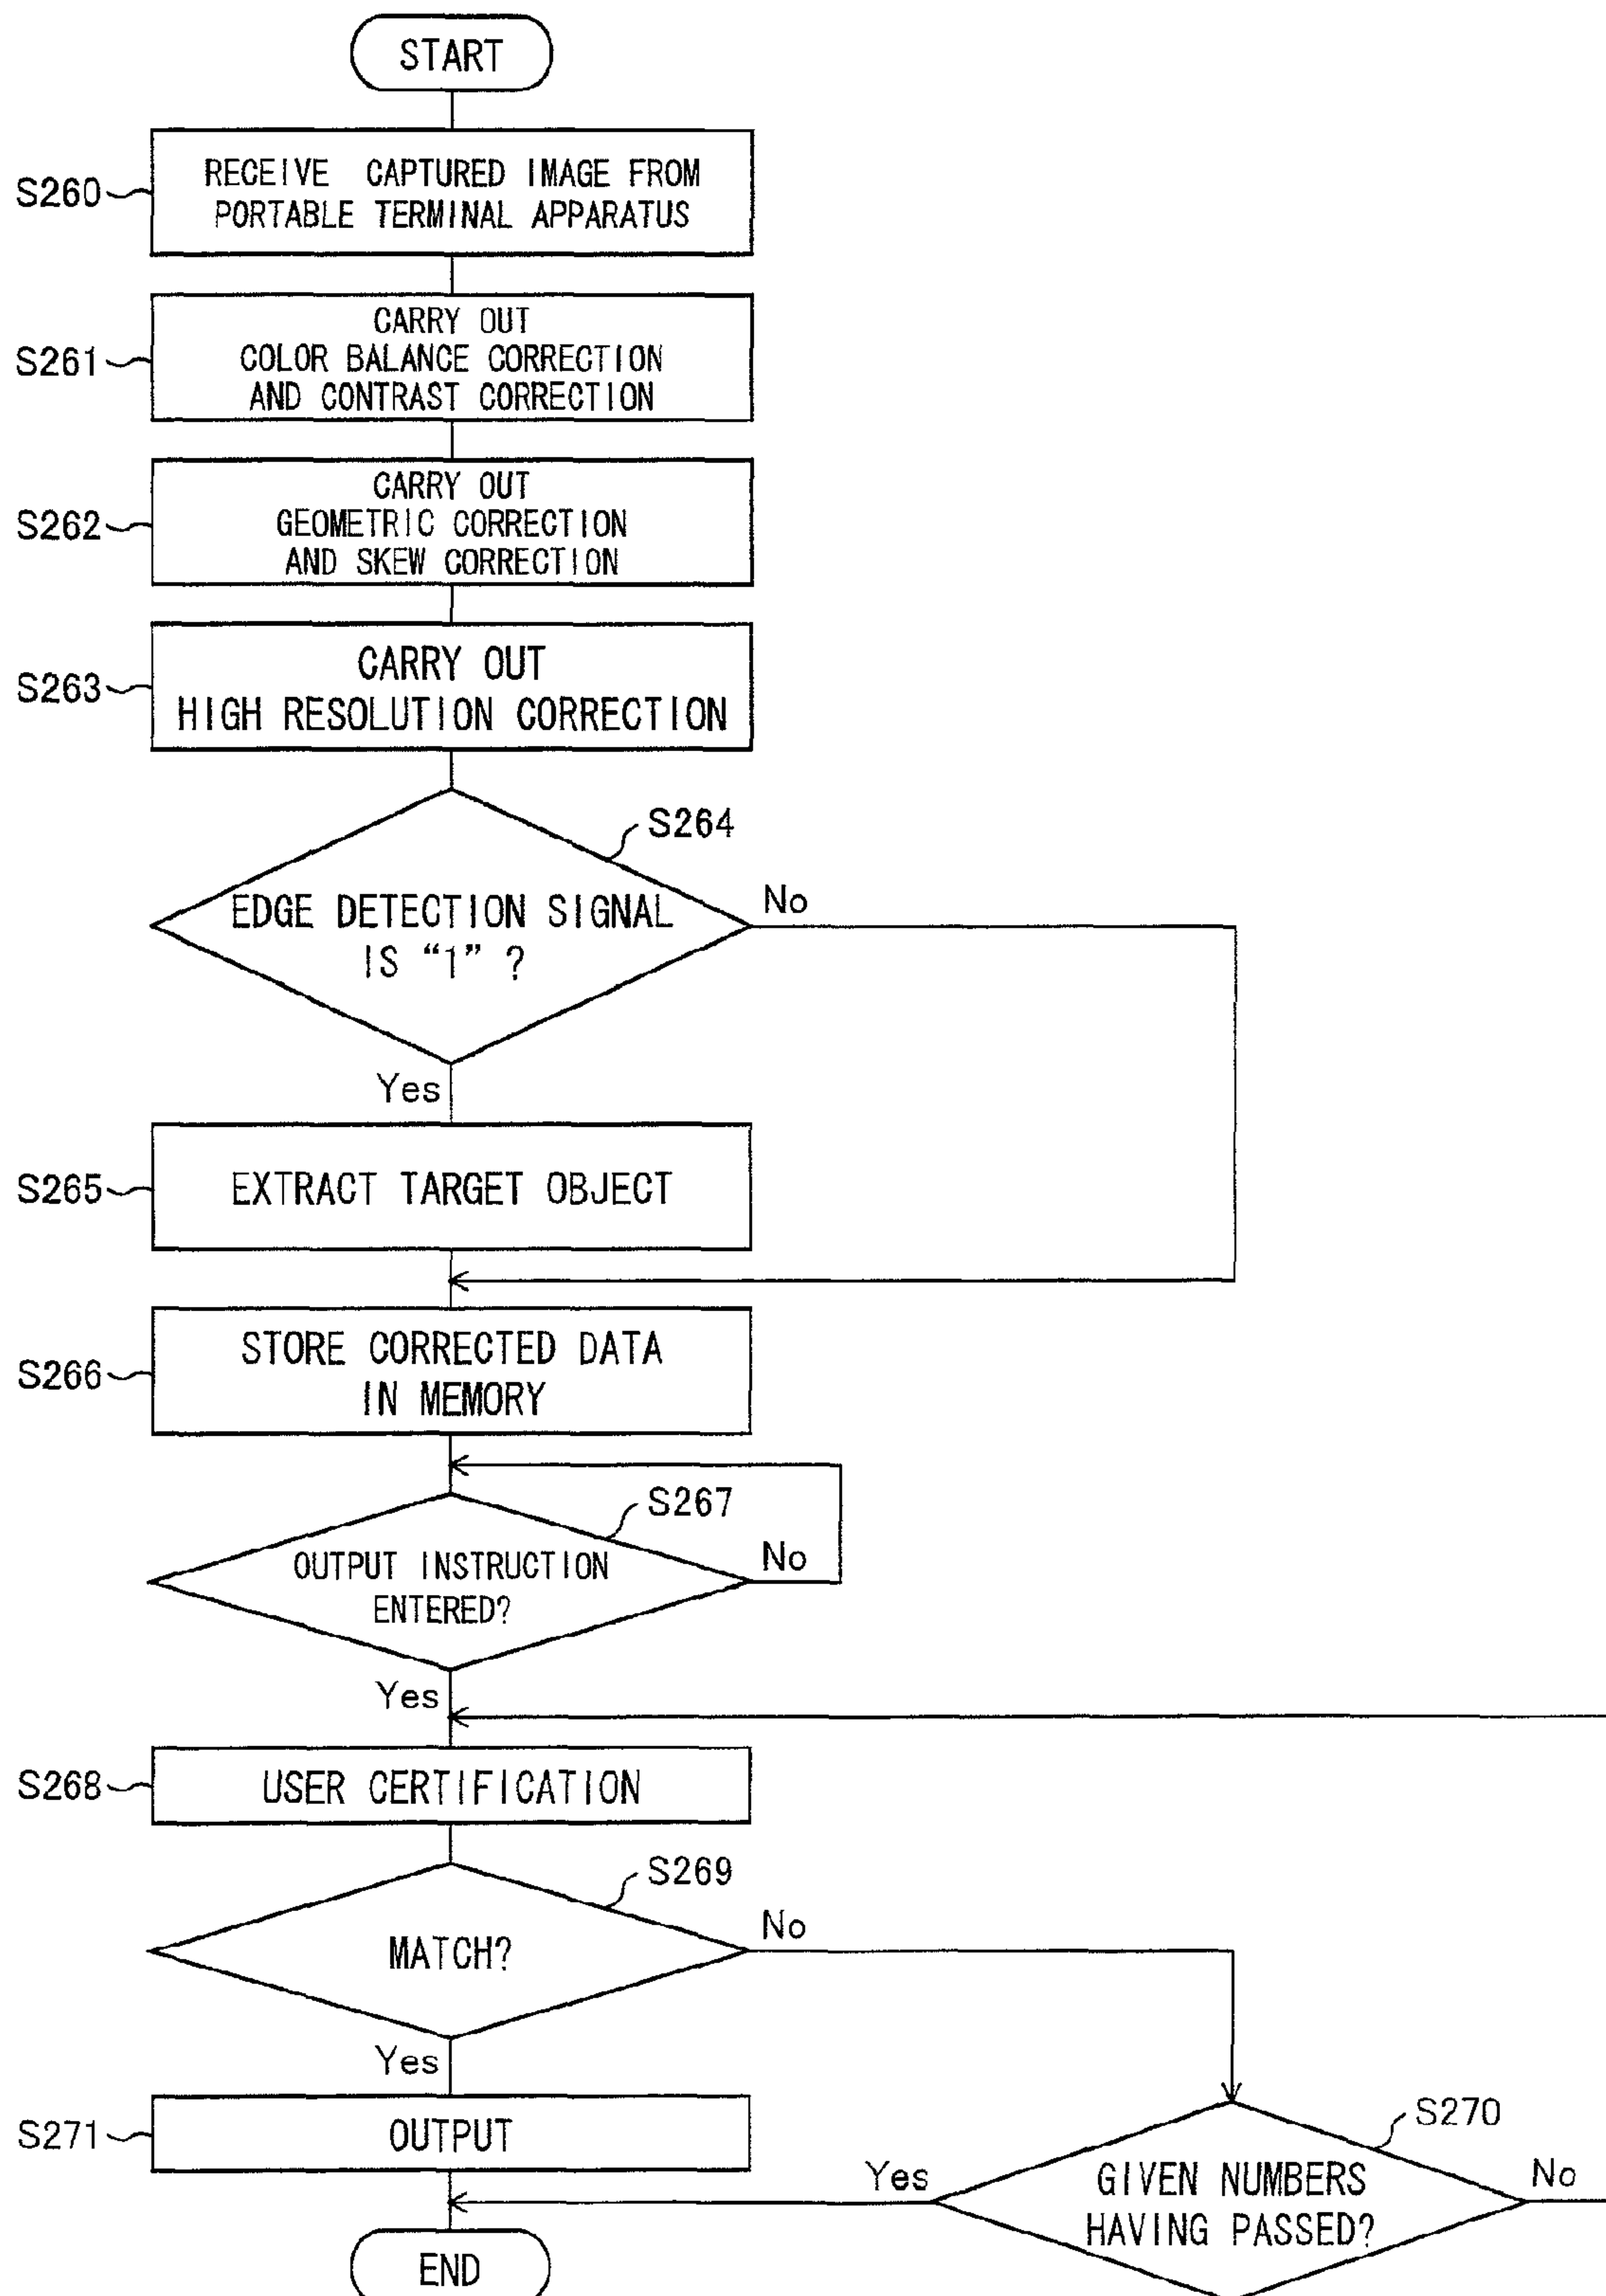 START
S260
RECEIVE CAPTURED IMAGE FROM
PORTABLE TERMINAL APPARATUS
S261
CARRY OUT
COLOR BALANCE CORRECTION
AND CONTRAST CORRECTION
S262
CARRY OUT
GEOMETRIC CORRECTION
AND SKEW CORRECTION
S263
CARRY OUT
HIGH RESOLUTION CORRECTION
S264
EDGE DETECTION SIGNAL
IS “1” ?
No
Yes
S265
EXTRACT TARGET OBJECT
S266
STORE CORRECTED DATA
IN MEMORY
S267
OUTPUT INSTRUCTION
ENTERED?
No
Yes
S268
USER CERTIFICATION
S269
MATCH?
No
Yes
S271
OUTPUT
S270
GIVEN NUMBERS
HAVING PASSED?
Yes
No
END